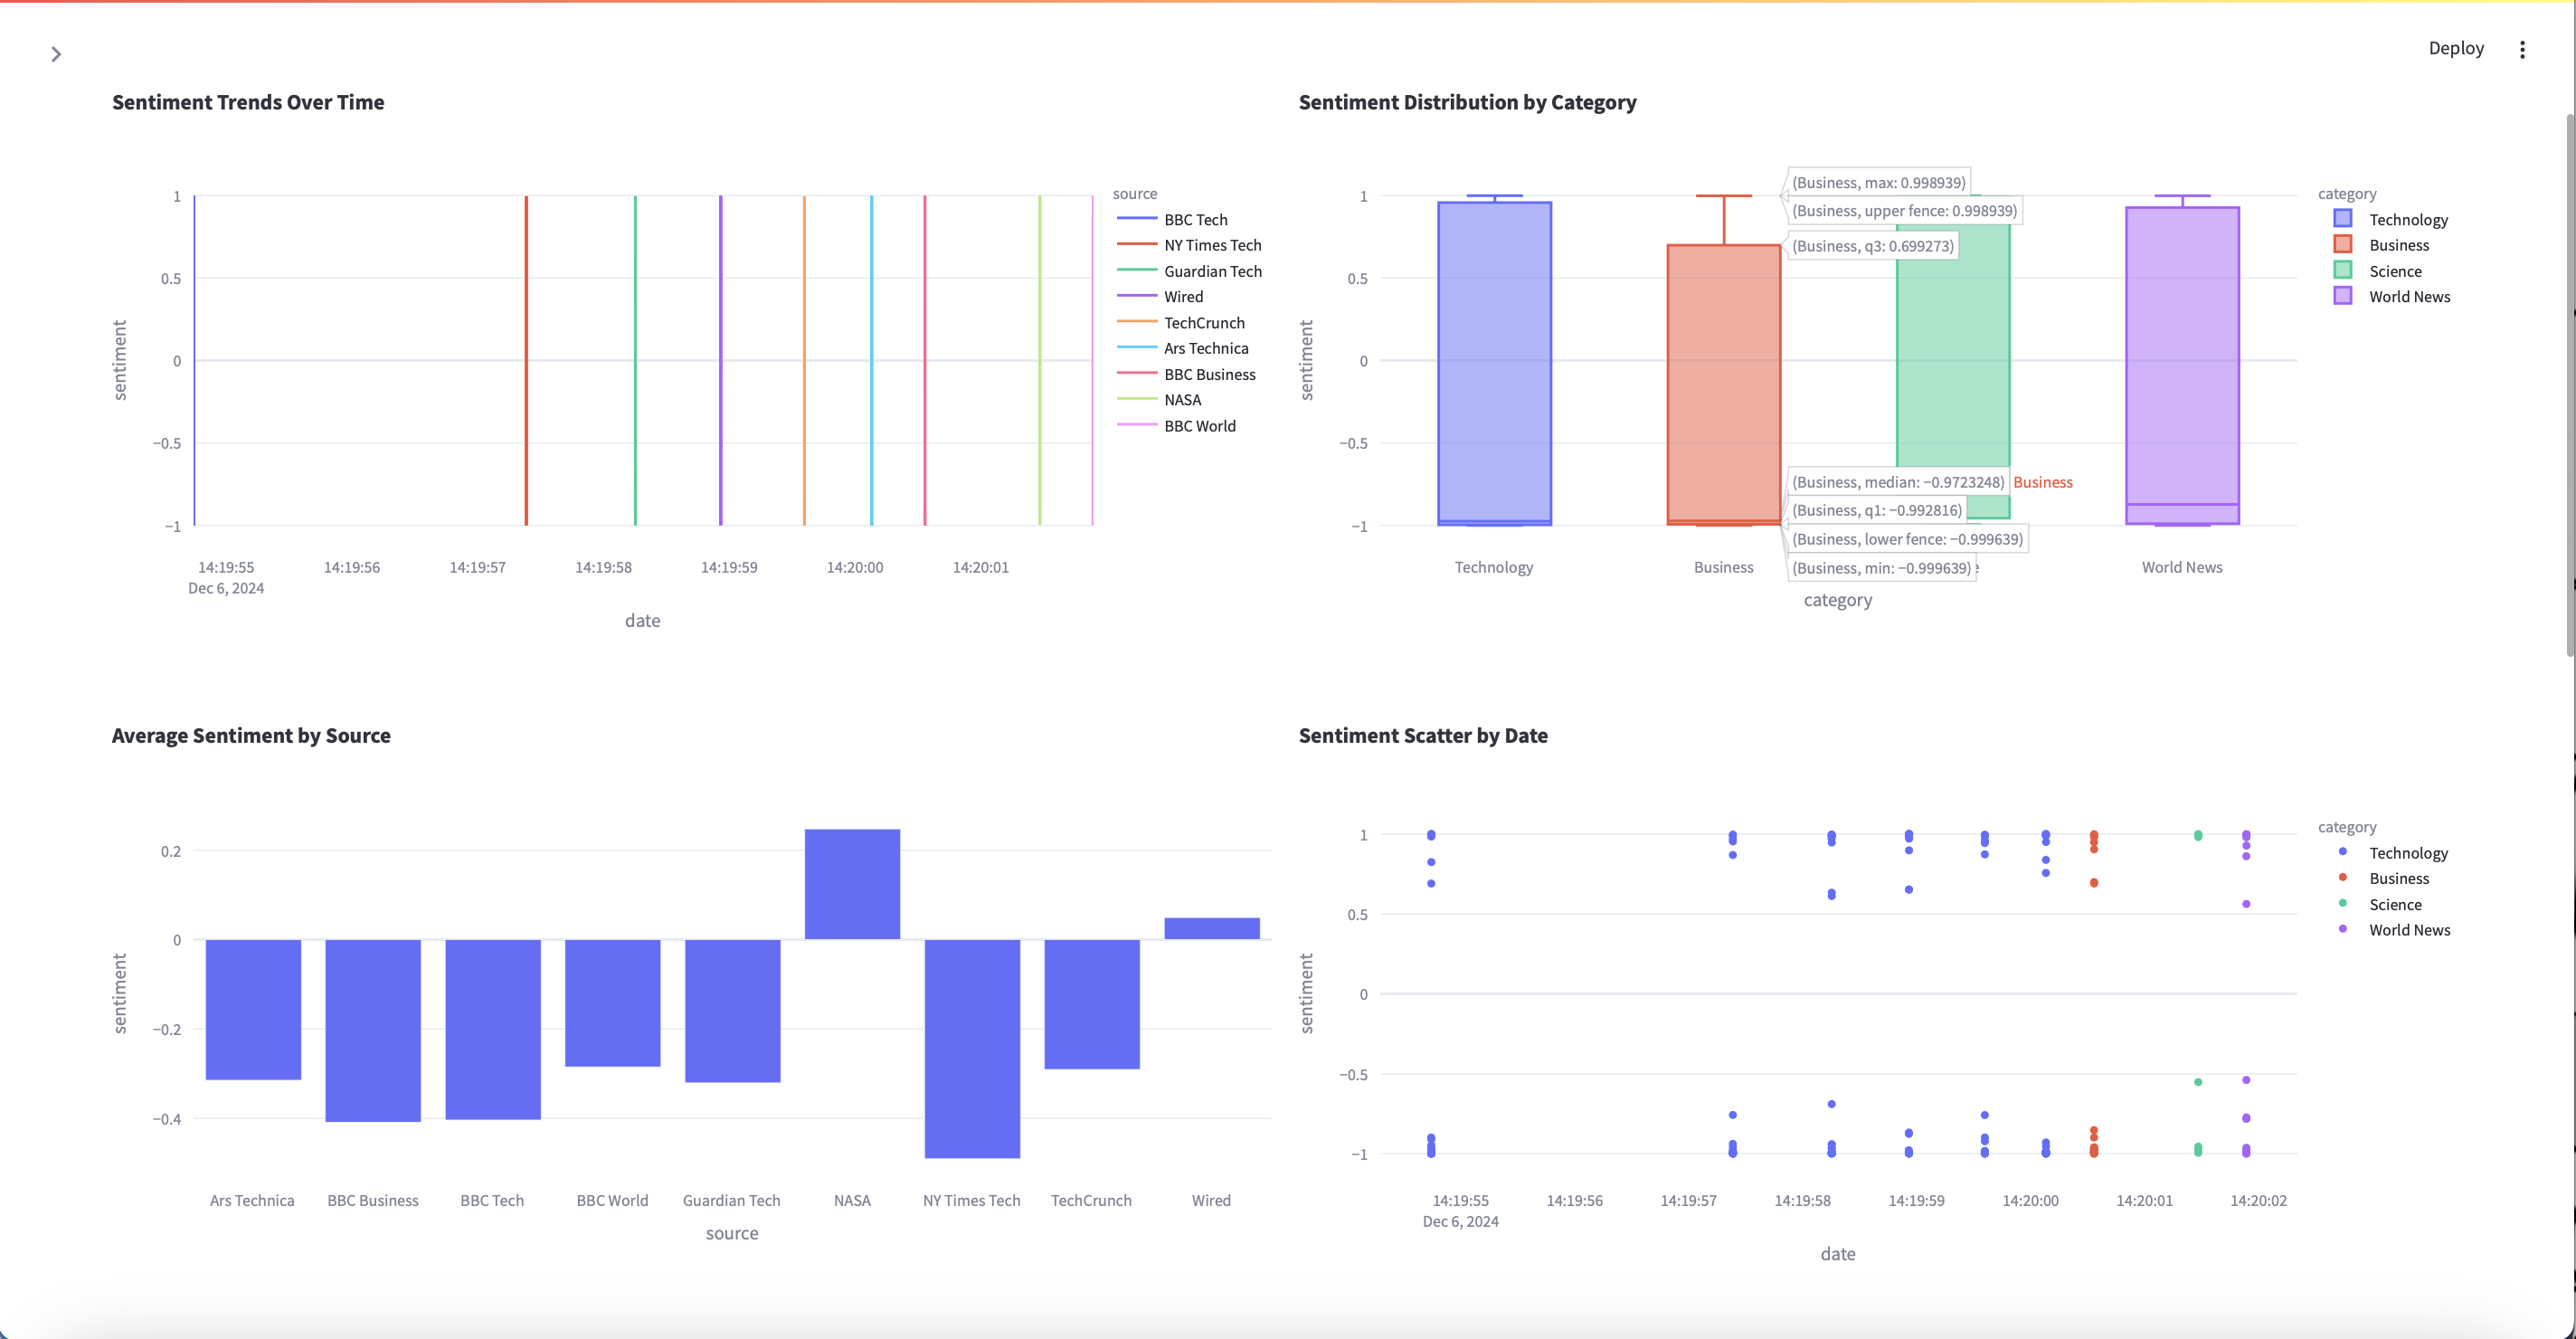 Deploy
Sentiment Trends Over Time
1
0.5
0
−0.5
−1
sentiment
14:19:55
Dec 6, 2024
14:19:56
14:19:57
14:19:58
14:19:59
14:20:00
14:20:01
date
source
BBC Tech
NY Times Tech
Guardian Tech
Wired
TechCrunch
Ars Technica
BBC Business
NASA
BBC World
Sentiment Distribution by Category
1
0.5
0
−0.5
−1
sentiment
(Business, max: 0.998939)
(Business, upper fence: 0.998939)
(Business, q3: 0.699273)
(Business, median: −0.9723248) Business
(Business, q1: −0.992816)
(Business, lower fence: −0.999639)
(Business, min: −0.999639)
Technology
Business
World News
category
category
Technology
Business
Science
World News
Average Sentiment by Source
0.2
0
−0.2
−0.4
sentiment
Ars Technica
BBC Business
BBC Tech
BBC World
Guardian Tech
NASA
NY Times Tech
TechCrunch
Wired
source
Sentiment Scatter by Date
1
0.5
0
−0.5
−1
sentiment
14:19:55
Dec 6, 2024
14:19:56
14:19:57
14:19:58
14:19:59
14:20:00
14:20:01
14:20:02
date
category
Technology
Business
Science
World News